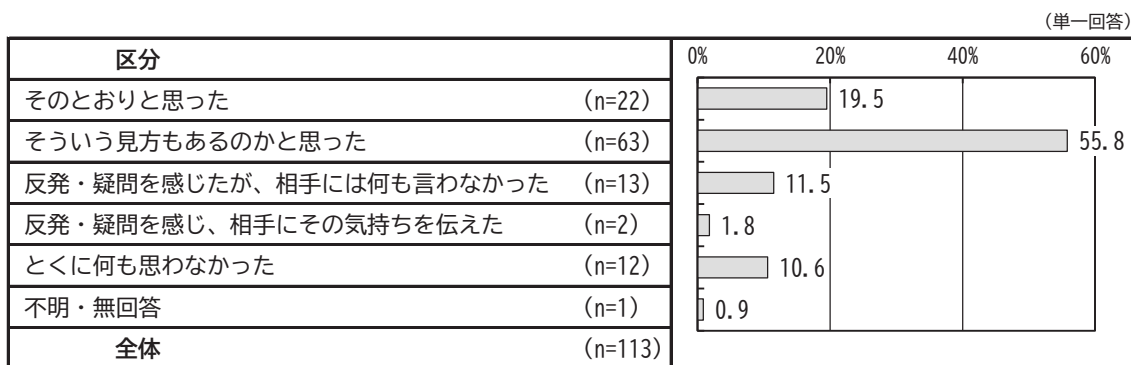 (単一回答)
区分 0% 20% 40% 60%
そのとおりと思った (n=22) 19.5
そういう見方もあるのかと思った (n=63) 55.8
反発・疑問を感じたが、相手には何も言わなかった (n=13) 11.5
反発・疑問を感じ、相手にその気持ちを伝えた (n=2) 1.8
とくに何も思わなかった (n=12) 10.6
不明・無回答 (n=1) 0.9
全体 (n=113)